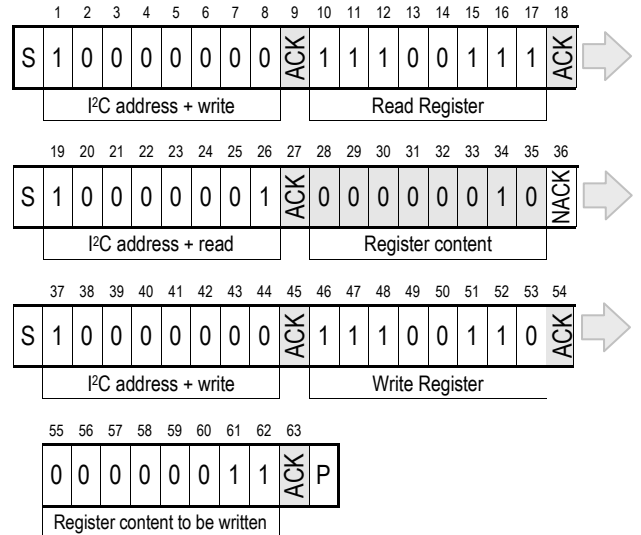 1 2 3 4 5 6 7 8 9 10 11 12 13 14 15 16 17 18
S 1 0 0 0 0 0 0 0 ACK 1 1 1 0 0 1 1 1 ACK
I²C address + write Read Register
19 20 21 22 23 24 25 26 27 28 29 30 31 32 33 34 35 36
S 1 0 0 0 0 0 0 1 ACK 0 0 0 0 0 0 1 0 NACK
I²C address + read Register content
37 38 39 40 41 42 43 44 45 46 47 48 49 50 51 52 53 54
S 1 0 0 0 0 0 0 0 ACK 1 1 1 0 0 1 1 0 ACK
I²C address + write Write Register
55 56 57 58 59 60 61 62 63
0 0 0 0 0 0 1 1 ACK P
Register content to be written